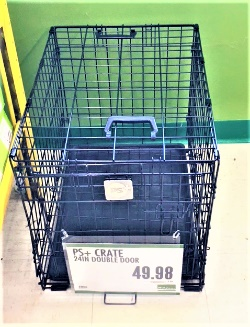 PS+ CRATE
24IN DOUBLE DOOR
49.98